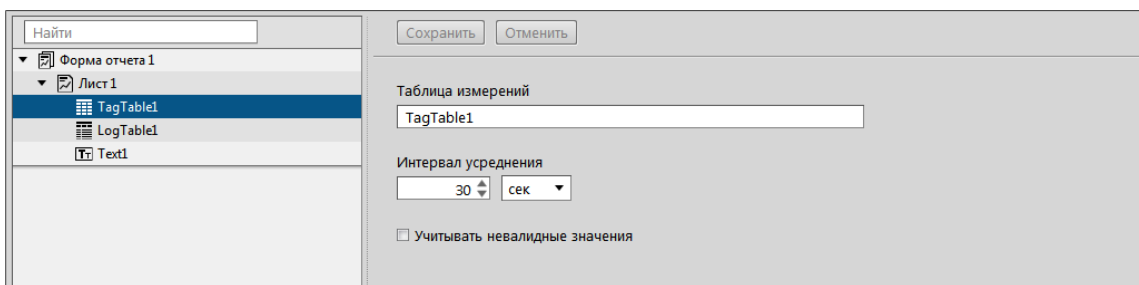 Найти
Сохранить Отменить
Форма отчета 1
Лист 1
TagTable1
LogTable1
Text1
Таблица измерений
TagTable1
Интервал усреднения
30 сек
Учитывать невалидные значения